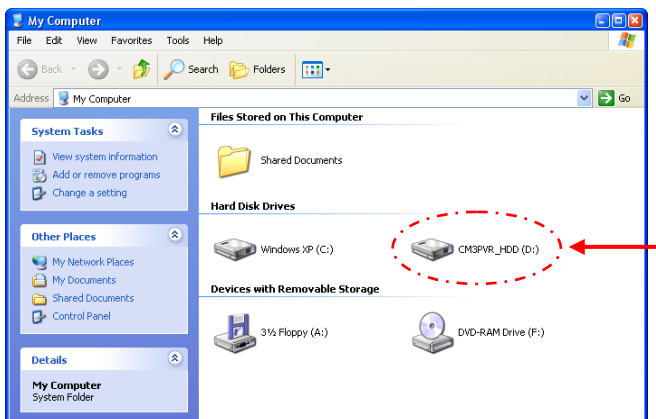 My Computer
File Edit View Favorites Tools Help
Back Search Folders
Address My Computer Go
System Tasks
View system information
Add or remove programs
Change a setting
Other Places
My Network Places
My Documents
Shared Documents
Control Panel
Details
My Computer
System Folder
Files Stored on This Computer
Shared Documents
Hard Disk Drives
Windows XP (C:) CM3PVR_HDD (D:)
Devices with Removable Storage
3½ Floppy (A:) DVD-RAM Drive (F:)